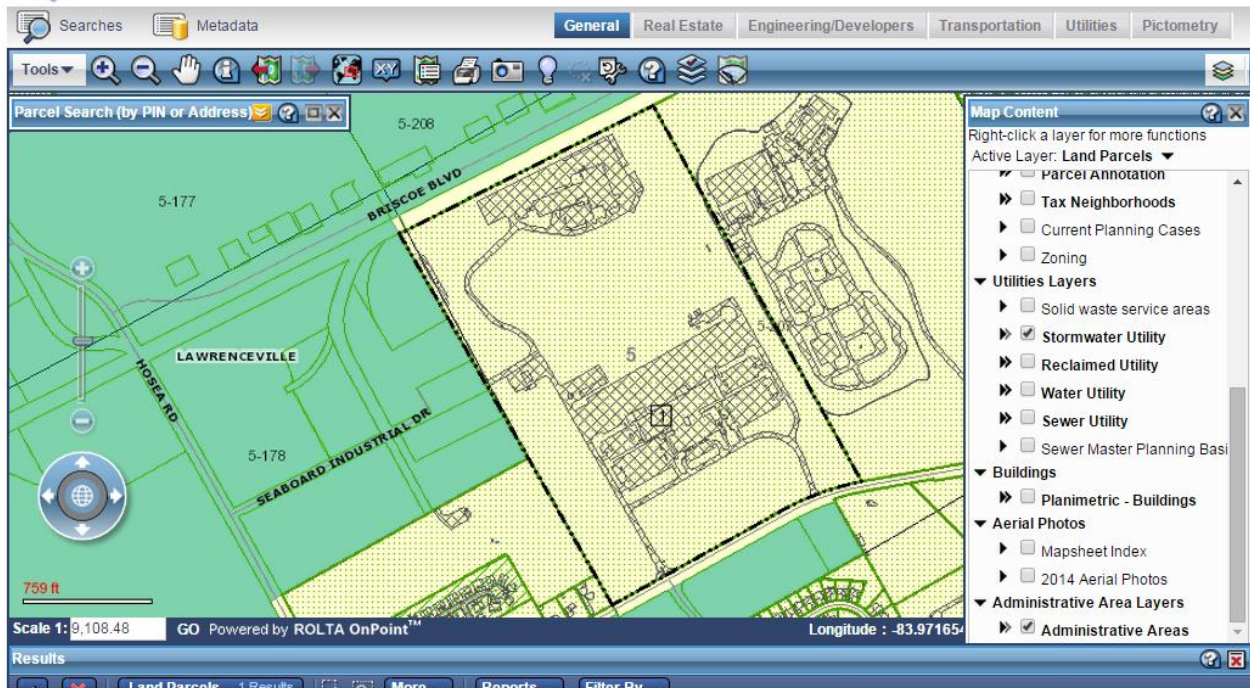 Searches
Metadata
General
Real Estate
Engineering/Developers
Transportation
Utilities
Pictometry
Tools
XY
Parcel Search (by PIN or Address)
5-208
5-177
BRISCOE BLVD
LAWRENCEVILLE
HOSEA RD
SEABOARD INDUSTRIAL DR
5-178
5
1
759 ft
Scale 1: 9,108.48 GO Powered by ROLTA OnPoint™
Longitude : -83.971654
Map Content
Right-click a layer for more functions
Active Layer: Land Parcels
Parcel Annotation
Tax Neighborhoods
Current Planning Cases
Zoning
Utilities Layers
Solid waste service areas
Stormwater Utility
Reclaimed Utility
Water Utility
Sewer Utility
Sewer Master Planning Basi
Buildings
Planimetric - Buildings
Aerial Photos
Mapsheet Index
2014 Aerial Photos
Administrative Area Layers
Administrative Areas
Results
Land Parcels 1 Results
More
Reports
Filter By